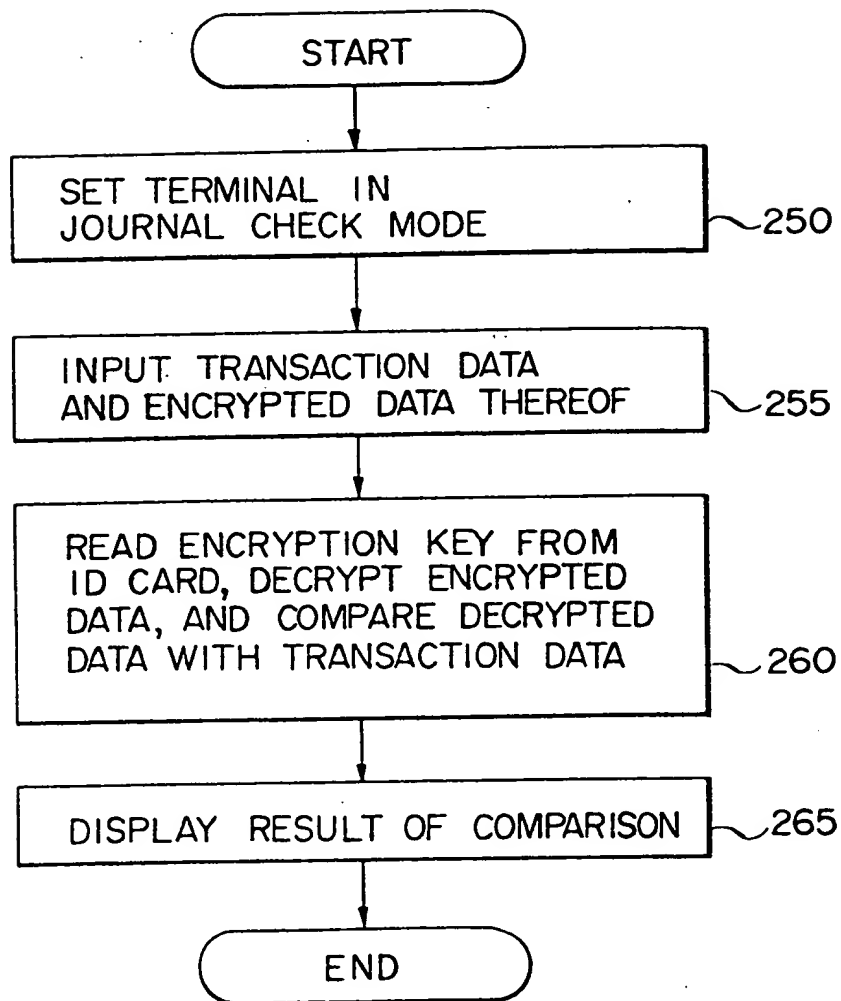 START
SET TERMINAL IN
JOURNAL CHECK MODE
250
INPUT TRANSACTION DATA
AND ENCRYPTED DATA THEREOF
255
READ ENCRYPTION KEY FROM
ID CARD, DECRYPT ENCRYPTED
DATA, AND COMPARE DECRYPTED
DATA WITH TRANSACTION DATA
260
DISPLAY RESULT OF COMPARISON
265
END